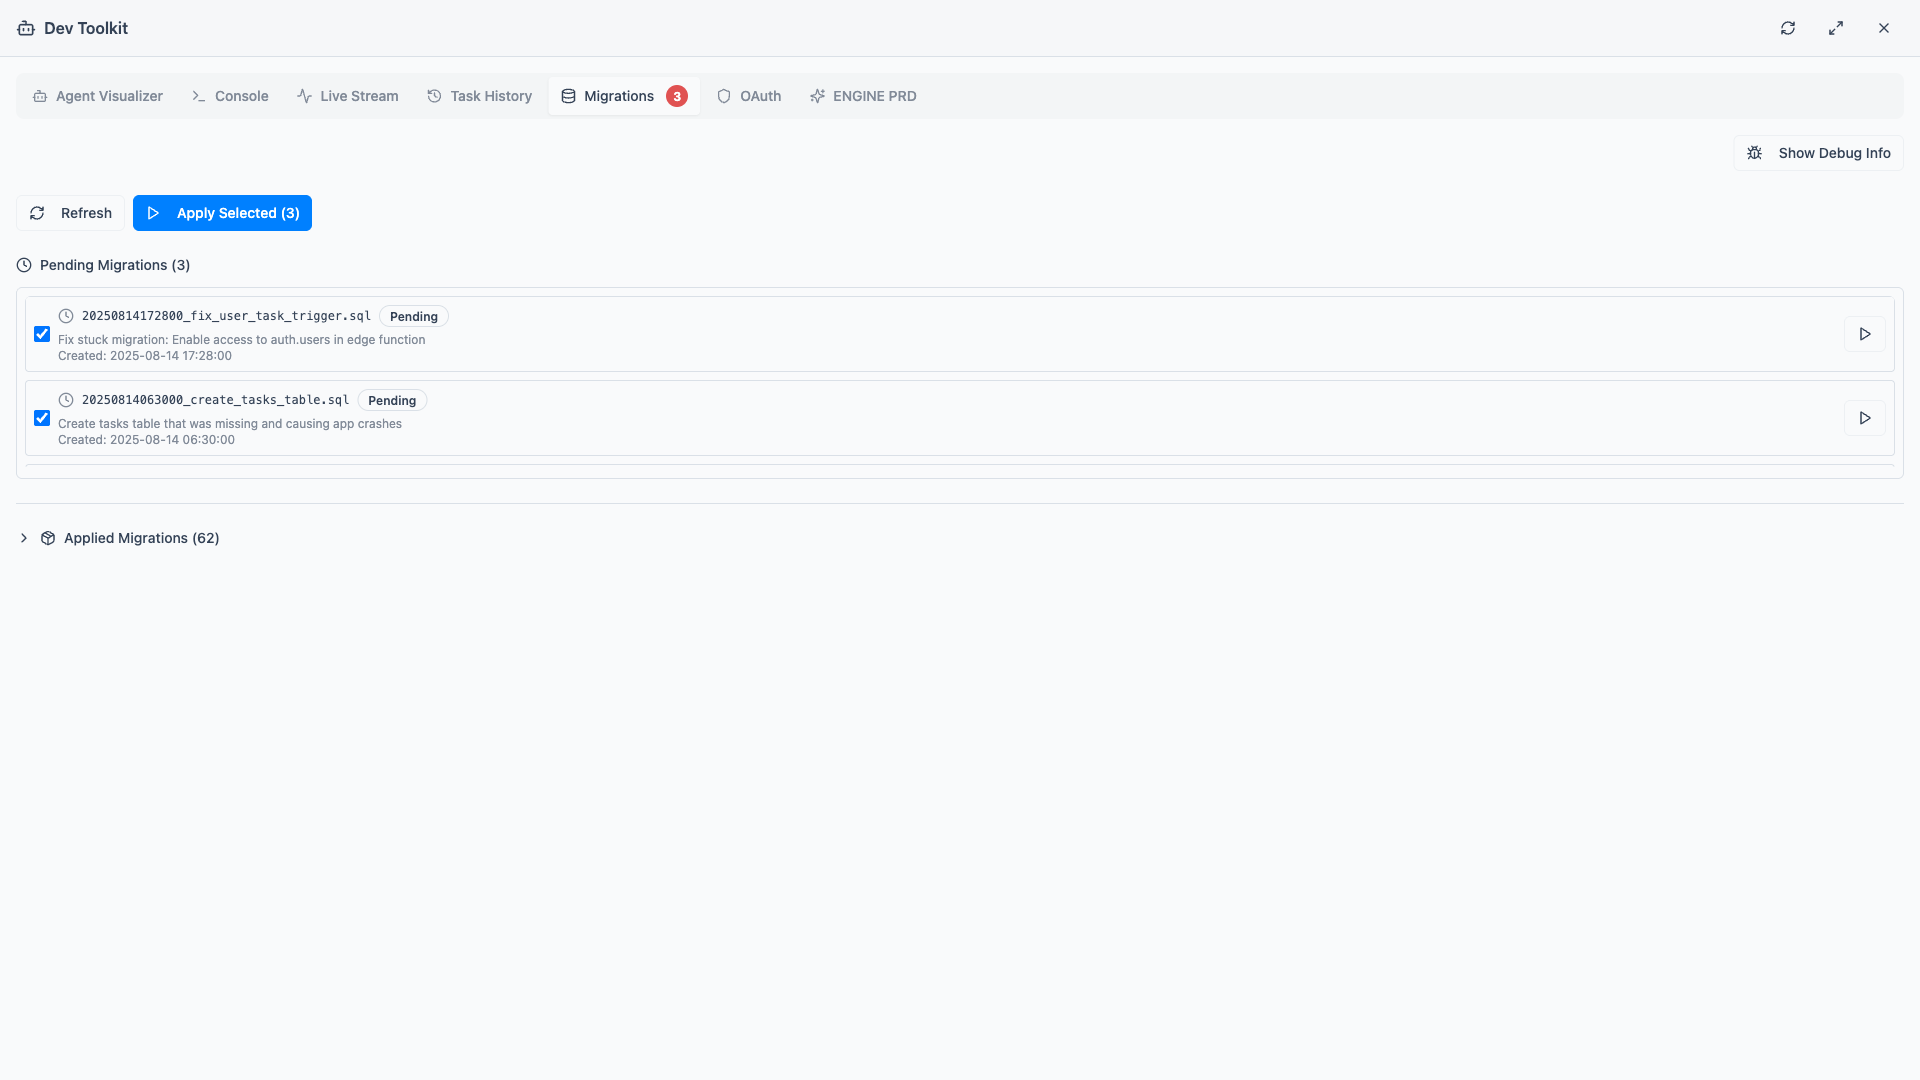 Dev Toolkit
Agent Visualizer
Console
Live Stream
Task History
Migrations 3
OAuth
ENGINE PRD
Show Debug Info
Refresh
Apply Selected (3)
Pending Migrations (3)
20250814172800_fix_user_task_trigger.sql Pending
Fix stuck migration: Enable access to auth.users in edge function
Created: 2025-08-14 17:28:00
20250814063000_create_tasks_table.sql Pending
Create tasks table that was missing and causing app crashes
Created: 2025-08-14 06:30:00
Applied Migrations (62)